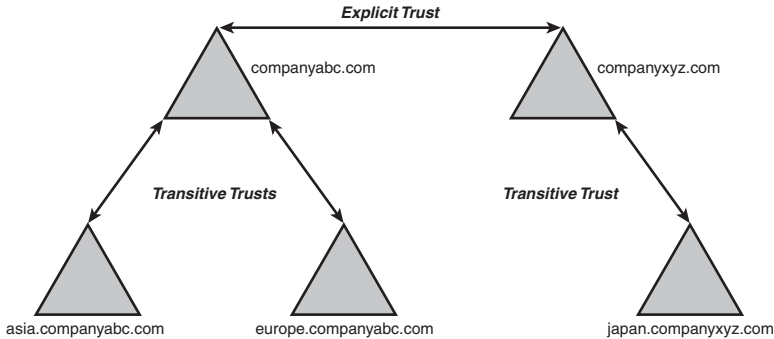 Explicit Trust
companyabc.com
companyxyz.com
Transitive Trusts
Transitive Trust
asia.companyabc.com
europe.companyabc.com
japan.companyxyz.com